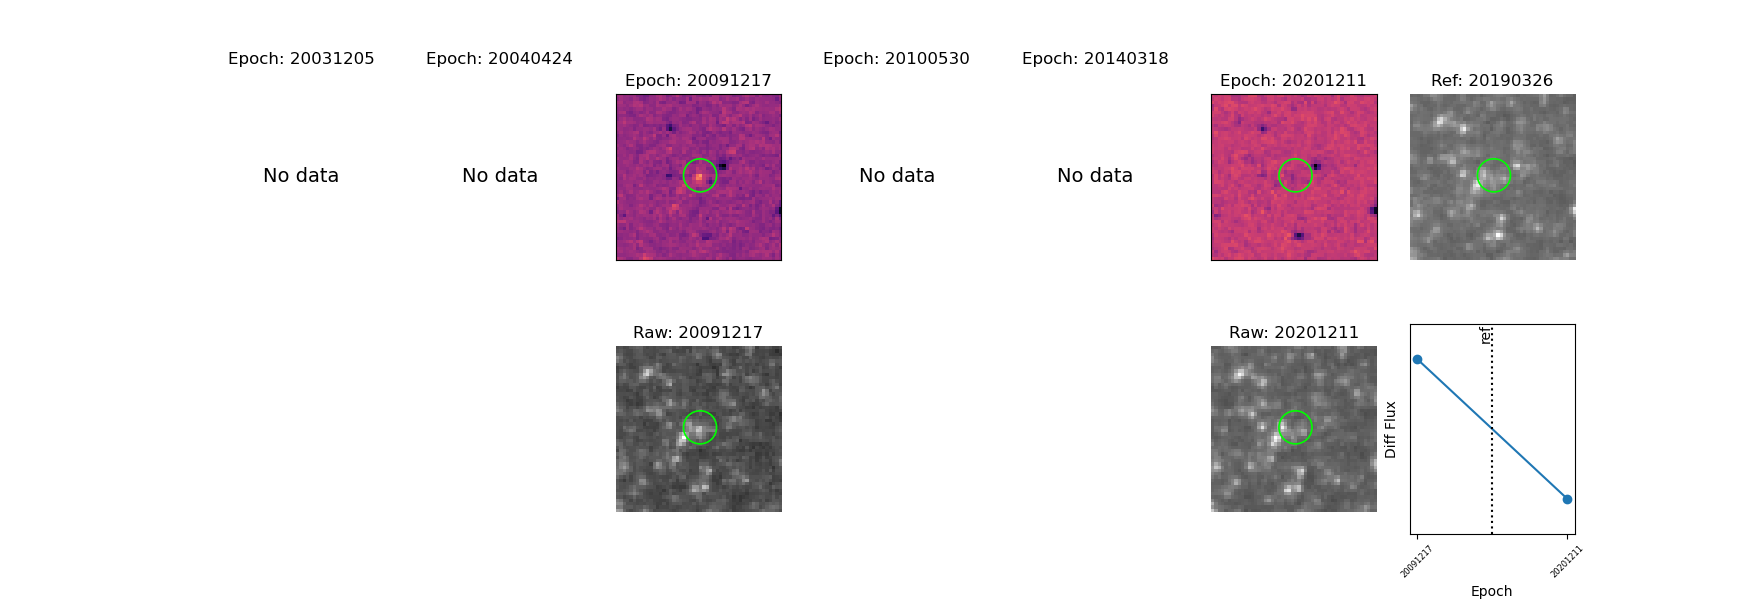 Epoch: 20031205
Epoch: 20040424
Epoch: 20091217
Epoch: 20100530
Epoch: 20140318
Epoch: 20201211
Ref: 20190326
No data
No data
No data
No data
Raw: 20091217
Raw: 20201211
ref
Diff Flux
20091217
20201211
Epoch